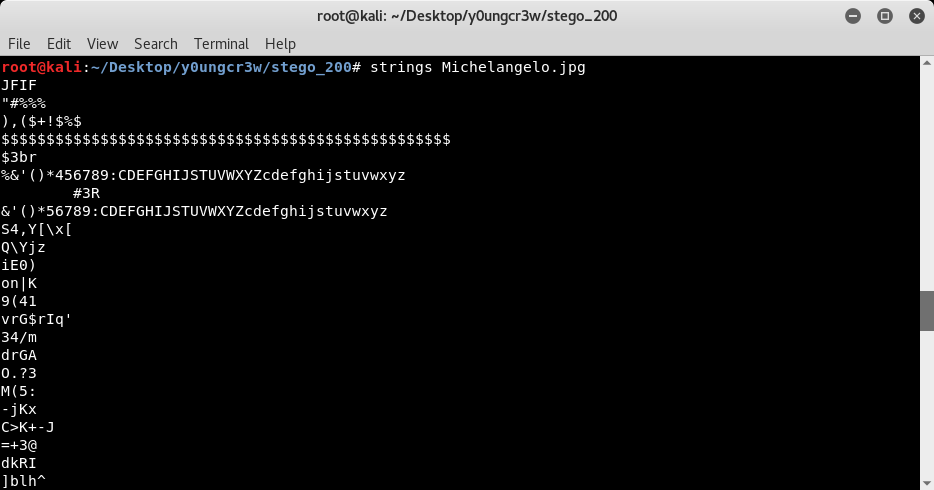 root@kali: ~/Desktop/y0ungcr3w/stego_200
File Edit View Search Terminal Help
root@kali:~/Desktop/y0ungcr3w/stego_200# strings Michelangelo.jpg
JFIF
"#%%%
),($+!$%$
$$$$$$$$$$$$$$$$$$$$$$$$$$$$$$$$$$$$$$$$$$$$$$$$$$
$3br
%&'()*456789:CDEFGHIJSTUVWXYZcdefghijstuvwxyz
        #3R
&'()*56789:CDEFGHIJSTUVWXYZcdefghijstuvwxyz
S4,Y[\x[
Q\Yjz
iE0)
on|K
9(41
vrG$rIq'
34/m
drGA
O.?3
M(5:
-jKx
C>K+-J
=+3@
dkRI
]blh^